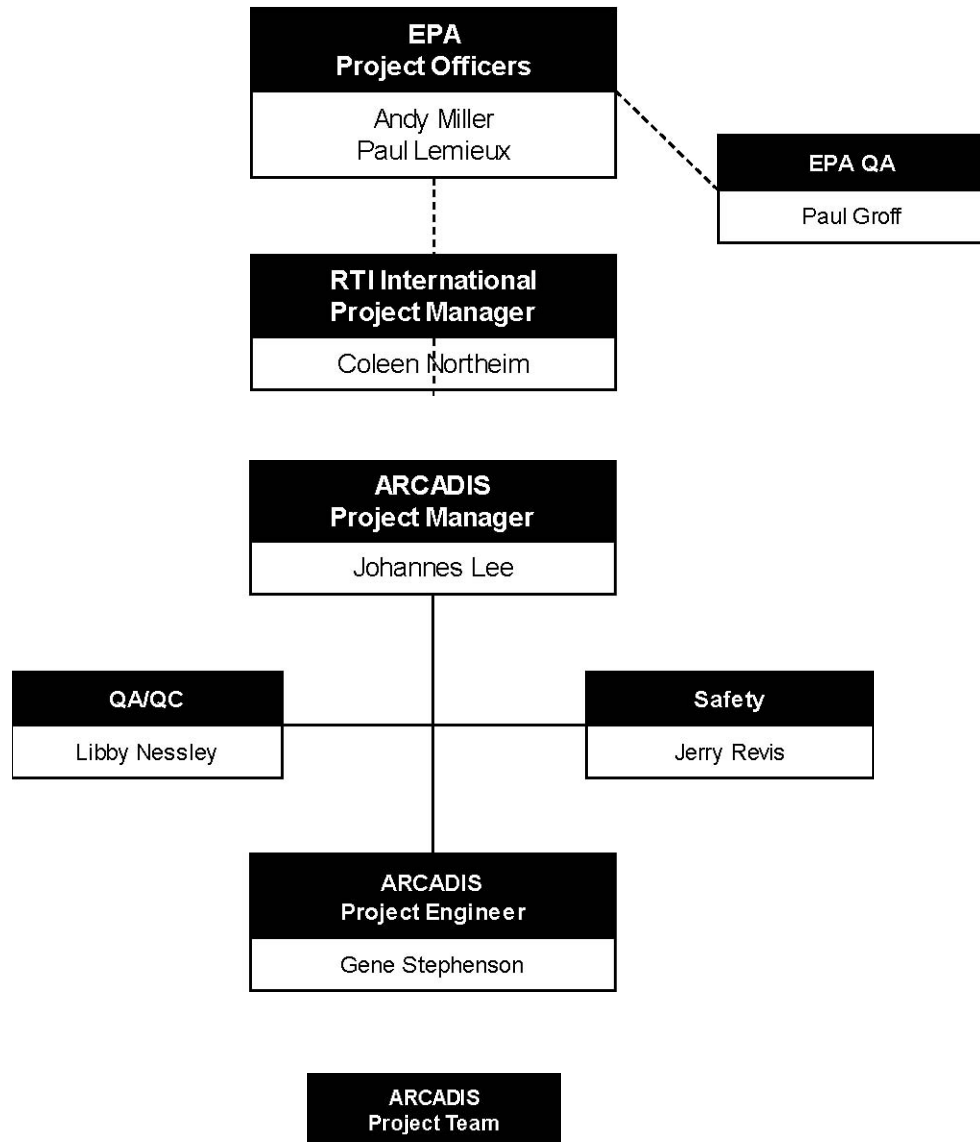 EPA
Project Officers
Andy Miller
Paul Lemieux
EPA QA
Paul Groff
RTI International
Project Manager
Coleen Northeim
ARCADIS
Project Manager
Johannes Lee
QA/QC
Libby Nessley
Safety
Jerry Revis
ARCADIS
Project Engineer
Gene Stephenson
ARCADIS
Project Team